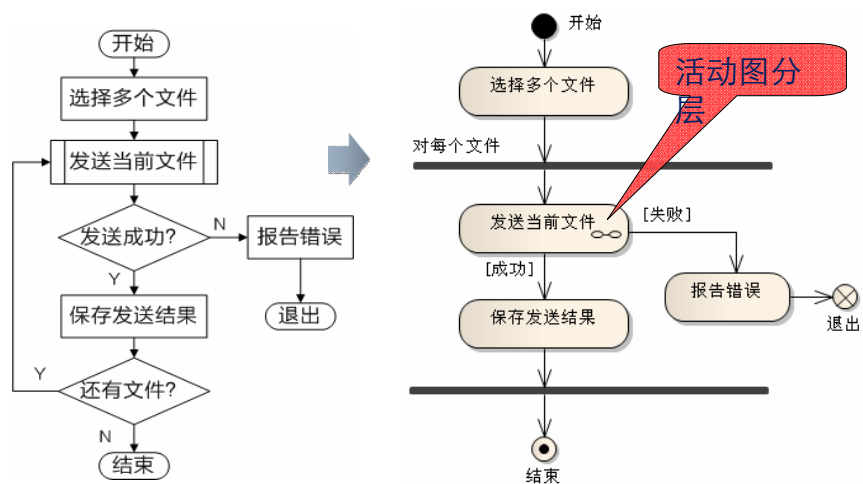 开始
选择多个文件
发送当前文件
发送成功?
N
报告错误
Y
退出
保存发送结果
Y
还有文件?
N
结束
开始
活动图分
层
选择多个文件
对每个文件
发送当前文件
[失败]
[成功]
报告错误
退出
保存发送结果
结束